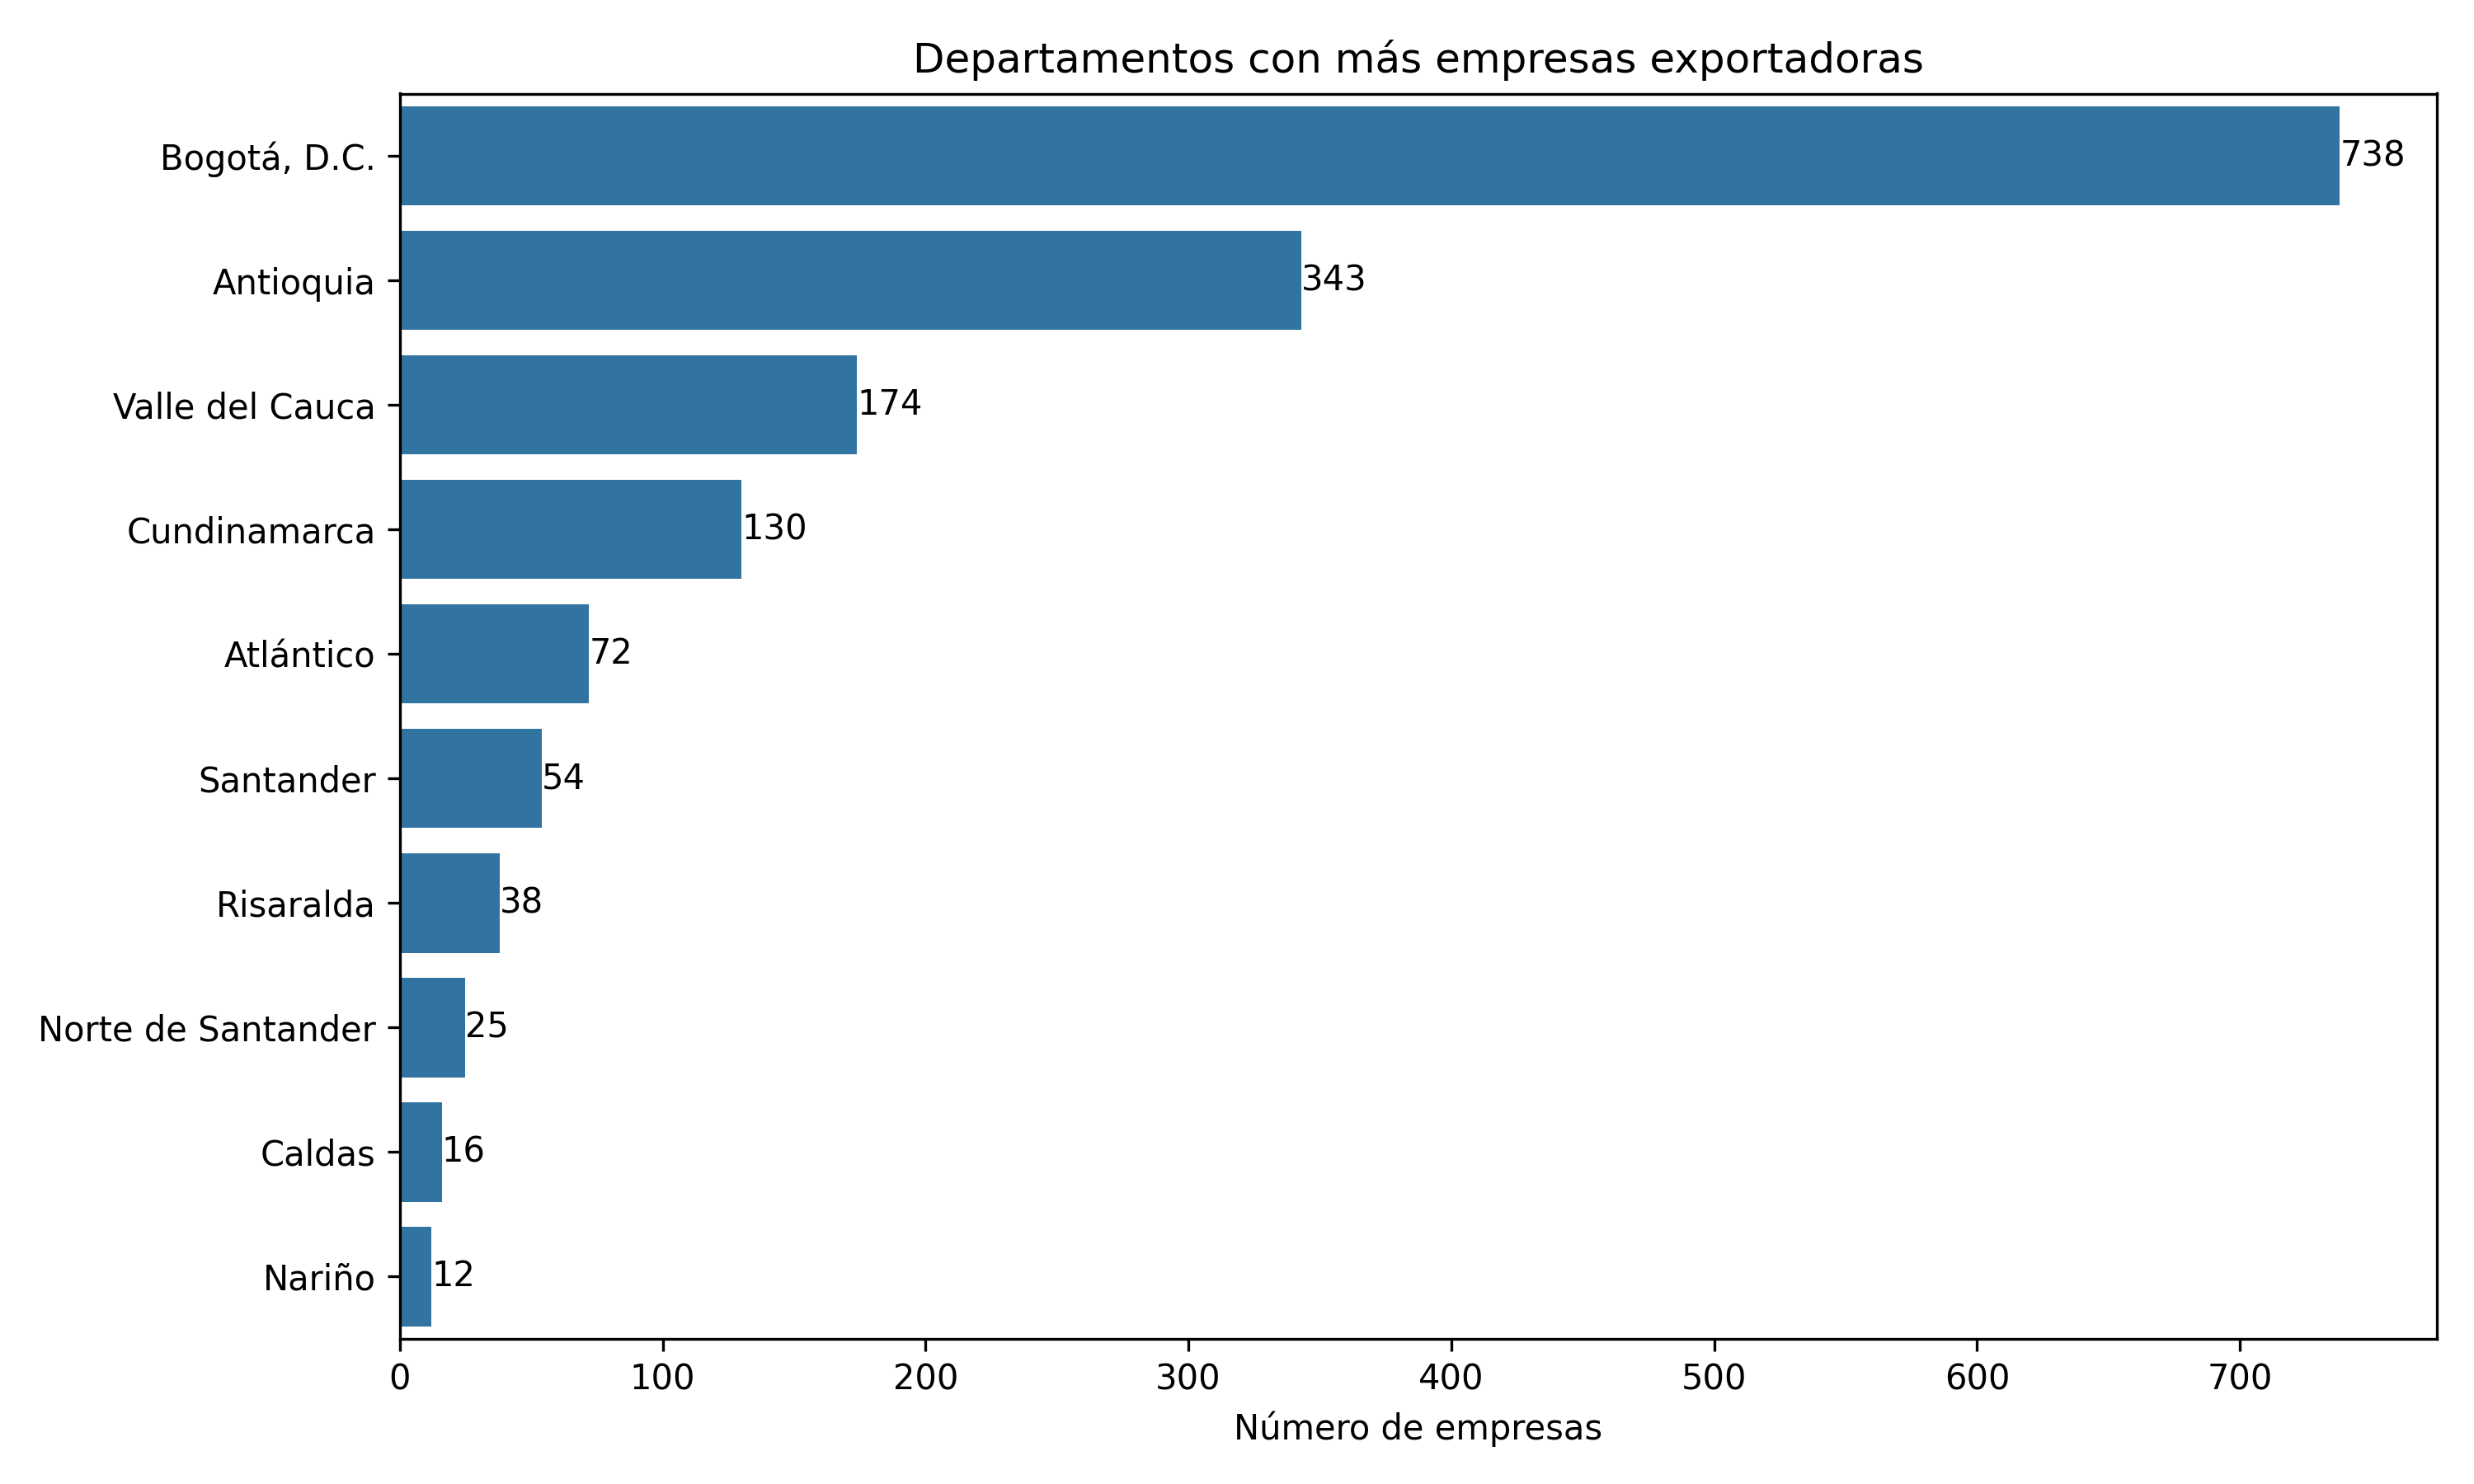 Departamentos con más empresas exportadoras
Bogotá, D.C. 738
Antioquia 343
Valle del Cauca 174
Cundinamarca 130
Atlántico 72
Santander 54
Risaralda 38
Norte de Santander 25
Caldas 16
Nariño 12
0 100 200 300 400 500 600 700
Número de empresas